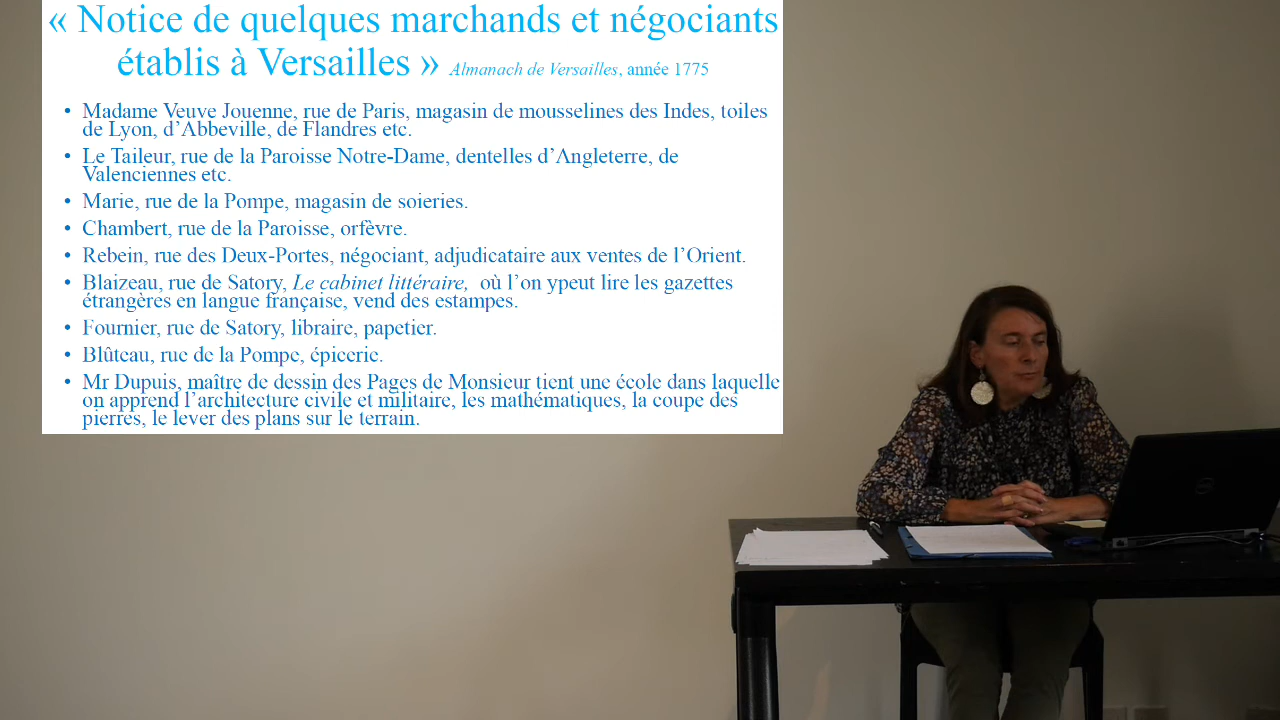 « Notice de quelques marchands et négociants
établis à Versailles » Almanach de Versailles, année 1775
• Madame Veuve Jouenne, rue de Paris, magasin de mousselines des Indes, toiles
de Lyon, d’Abbeville, de Flandres etc.
• Le Taileur, rue de la Paroisse Notre-Dame, dentelles d’Angleterre, de
Valenciennes etc.
• Marie, rue de la Pompe, magasin de soieries.
• Chambert, rue de la Paroisse, orfèvre.
• Rebein, rue des Deux-Portes, négociant, adjudicataire aux ventes de l’Orient.
• Blaizeau, rue de Satory, Le cabinet littéraire, où l’on ypeut lire les gazettes
étrangères en langue française, vend des estampes.
• Fournier, rue de Satory, libraire, papetier.
• Blûteau, rue de la Pompe, épicerie.
• Mr Dupuis, maître de dessin des Pages de Monsieur tient une école dans laquelle
on apprend l’architecture civile et militaire, les mathématiques, la coupe des
pierres, le lever des plans sur le terrain.